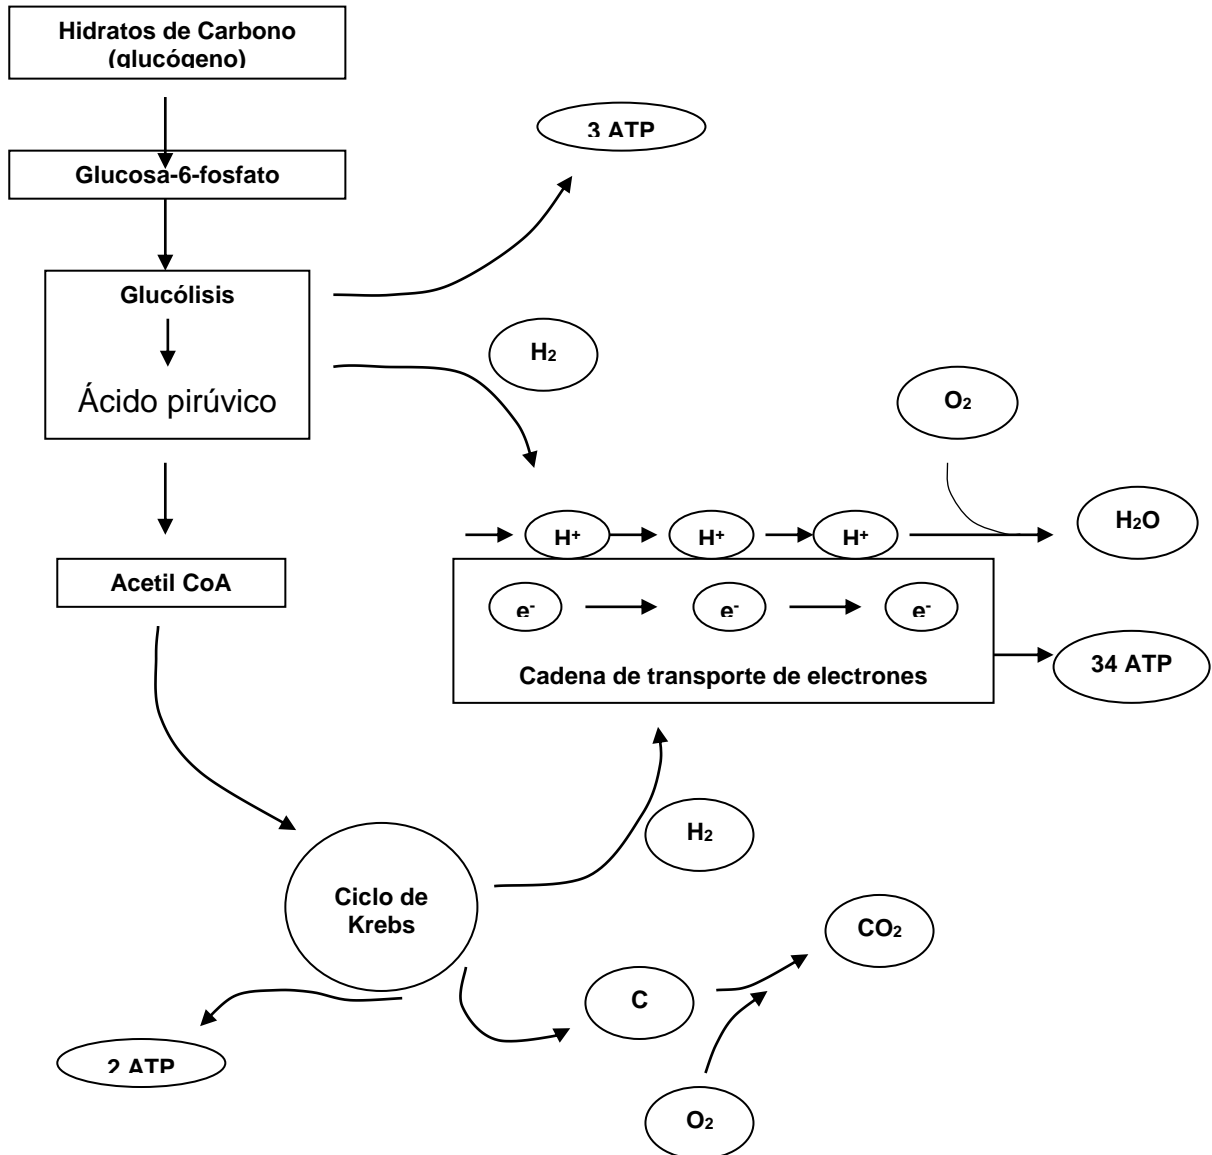 Hidratos de Carbono
(glucógeno)
3 ATP
Glucosa-6-fosfato
Glucólisis
H₂
Ácido pirúvico
O₂
H₂O
H⁺
H⁺
H⁺
Acetil CoA
e⁻
e⁻
e⁻
34 ATP
Cadena de transporte de electrones
H₂
Ciclo de
Krebs
CO₂
C
2 ATP
O₂